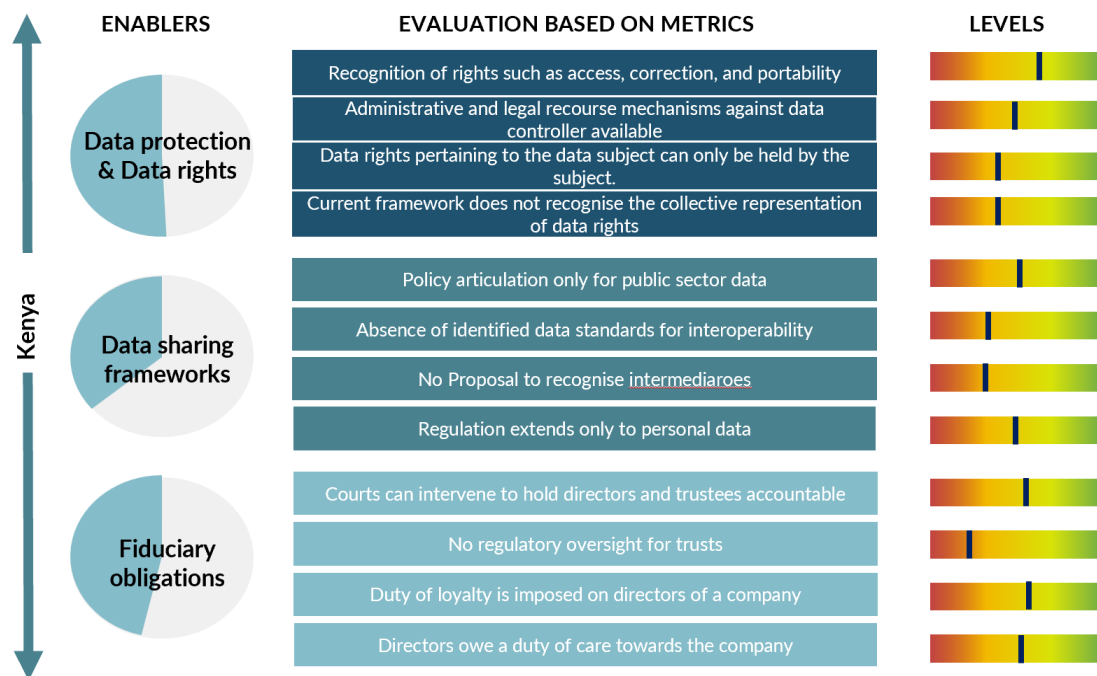 ENABLERS
EVALUATION BASED ON METRICS
LEVELS
Kenya
Data protection
& Data rights
Recognition of rights such as access, correction, and portability
Administrative and legal recourse mechanisms against data
controller available
Data rights pertaining to the data subject can only be held by the
subject.
Current framework does not recognise the collective representation
of data rights
Data sharing
frameworks
Policy articulation only for public sector data
Absence of identified data standards for interoperability
No Proposal to recognise intermediaroes
Regulation extends only to personal data
Fiduciary
obligations
Courts can intervene to hold directors and trustees accountable
No regulatory oversight for trusts
Duty of loyalty is imposed on directors of a company
Directors owe a duty of care towards the company